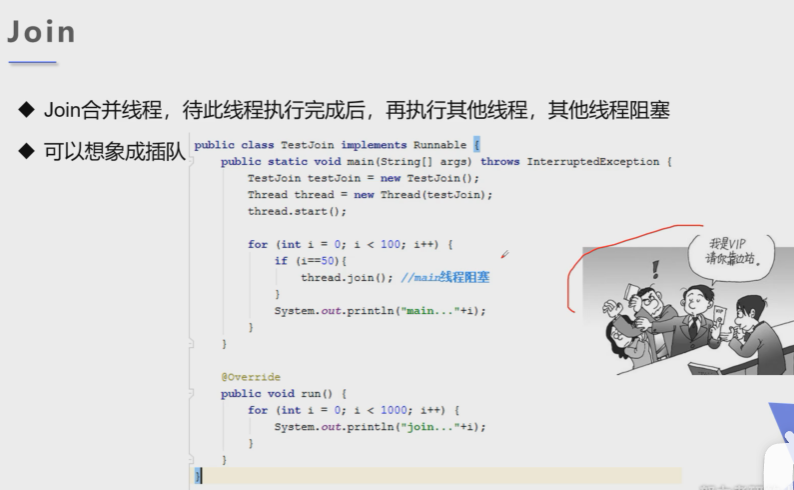 Join
◆ Join合并线程，待此线程执行完成后，再执行其他线程，其他线程阻塞
◆ 可以想象成插队
public class TestJoin implements Runnable {
public static void main(String[] args) throws InterruptedException {
TestJoin testJoin = new TestJoin();
Thread thread = new Thread(testJoin);
thread.start();
for (int i = 0; i < 100; i++) {
if (i==50){
thread.join(); //main线程阻塞
}
System.out.println("main..."+i);
}
}
@Override
public void run() {
for (int i = 0; i < 1000; i++) {
System.out.println("join..."+i);
}
}
}
我是VIP
请你靠边站。